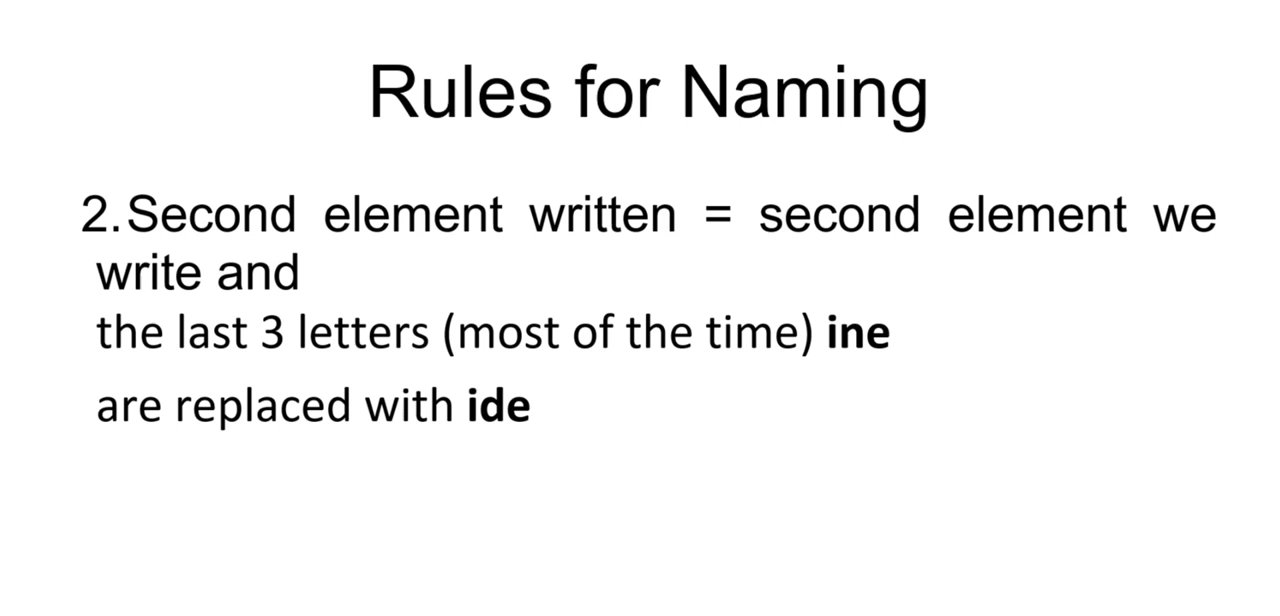 Rules for Naming
2.Second element written = second element we
write and
the last 3 letters (most of the time) ine
are replaced with ide